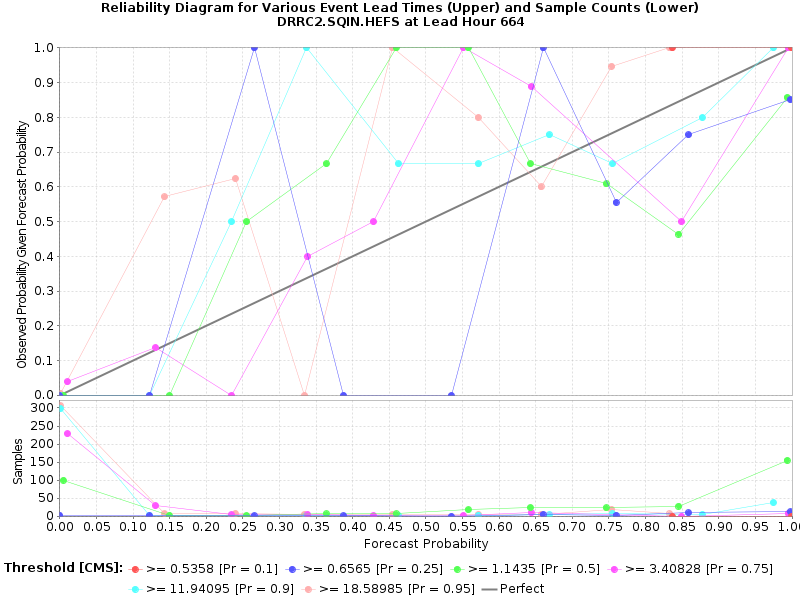 Reliability Diagram for Various Event Lead Times (Upper) and Sample Counts (Lower)
DRRC2.SQIN.HEFS at Lead Hour 664
Observed Probability Given Forecast Probability
1.0
0.9
0.8
0.7
0.6
0.5
0.4
0.3
0.2
0.1
0.0
Samples
300
250
200
150
100
50
0
0.00 0.05 0.10 0.15 0.20 0.25 0.30 0.35 0.40 0.45 0.50 0.55 0.60 0.65 0.70 0.75 0.80 0.85 0.90 0.95 1.0
Forecast Probability
Threshold [CMS]: >= 0.5358 [Pr = 0.1] >= 0.6565 [Pr = 0.25] >= 1.1435 [Pr = 0.5] >= 3.40828 [Pr = 0.75]
>= 11.94095 [Pr = 0.9] >= 18.58985 [Pr = 0.95] Perfect